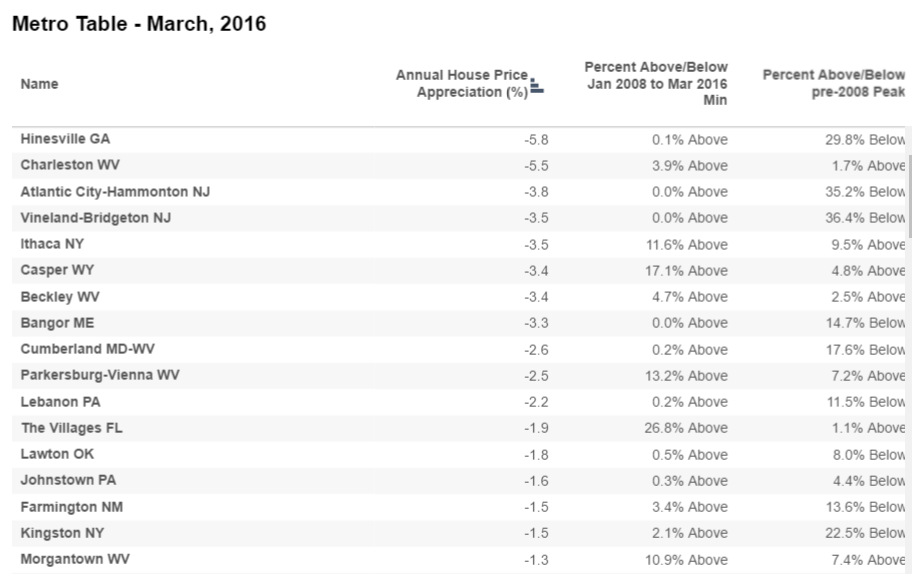 Metro Table - March, 2016
Name Annual House Price Appreciation (%) Percent Above/Below Jan 2008 to Mar 2016 Min Percent Above/Below pre-2008 Peak
Hinesville GA -5.8 0.1% Above 29.8% Below
Charleston WV -5.5 3.9% Above 1.7% Above
Atlantic City-Hammonton NJ -3.8 0.0% Above 35.2% Below
Vineland-Bridgeton NJ -3.5 0.0% Above 36.4% Below
Ithaca NY -3.5 11.6% Above 9.5% Above
Casper WY -3.4 17.1% Above 4.8% Above
Beckley WV -3.4 4.7% Above 2.5% Above
Bangor ME -3.3 0.0% Above 14.7% Below
Cumberland MD-WV -2.6 0.2% Above 17.6% Below
Parkersburg-Vienna WV -2.5 13.2% Above 7.2% Above
Lebanon PA -2.2 0.2% Above 11.5% Below
The Villages FL -1.9 26.8% Above 1.1% Above
Lawton OK -1.8 0.5% Above 8.0% Below
Johnstown PA -1.6 0.3% Above 4.4% Below
Farmington NM -1.5 3.4% Above 13.6% Below
Kingston NY -1.5 2.1% Above 22.5% Below
Morgantown WV -1.3 10.9% Above 7.4% Above